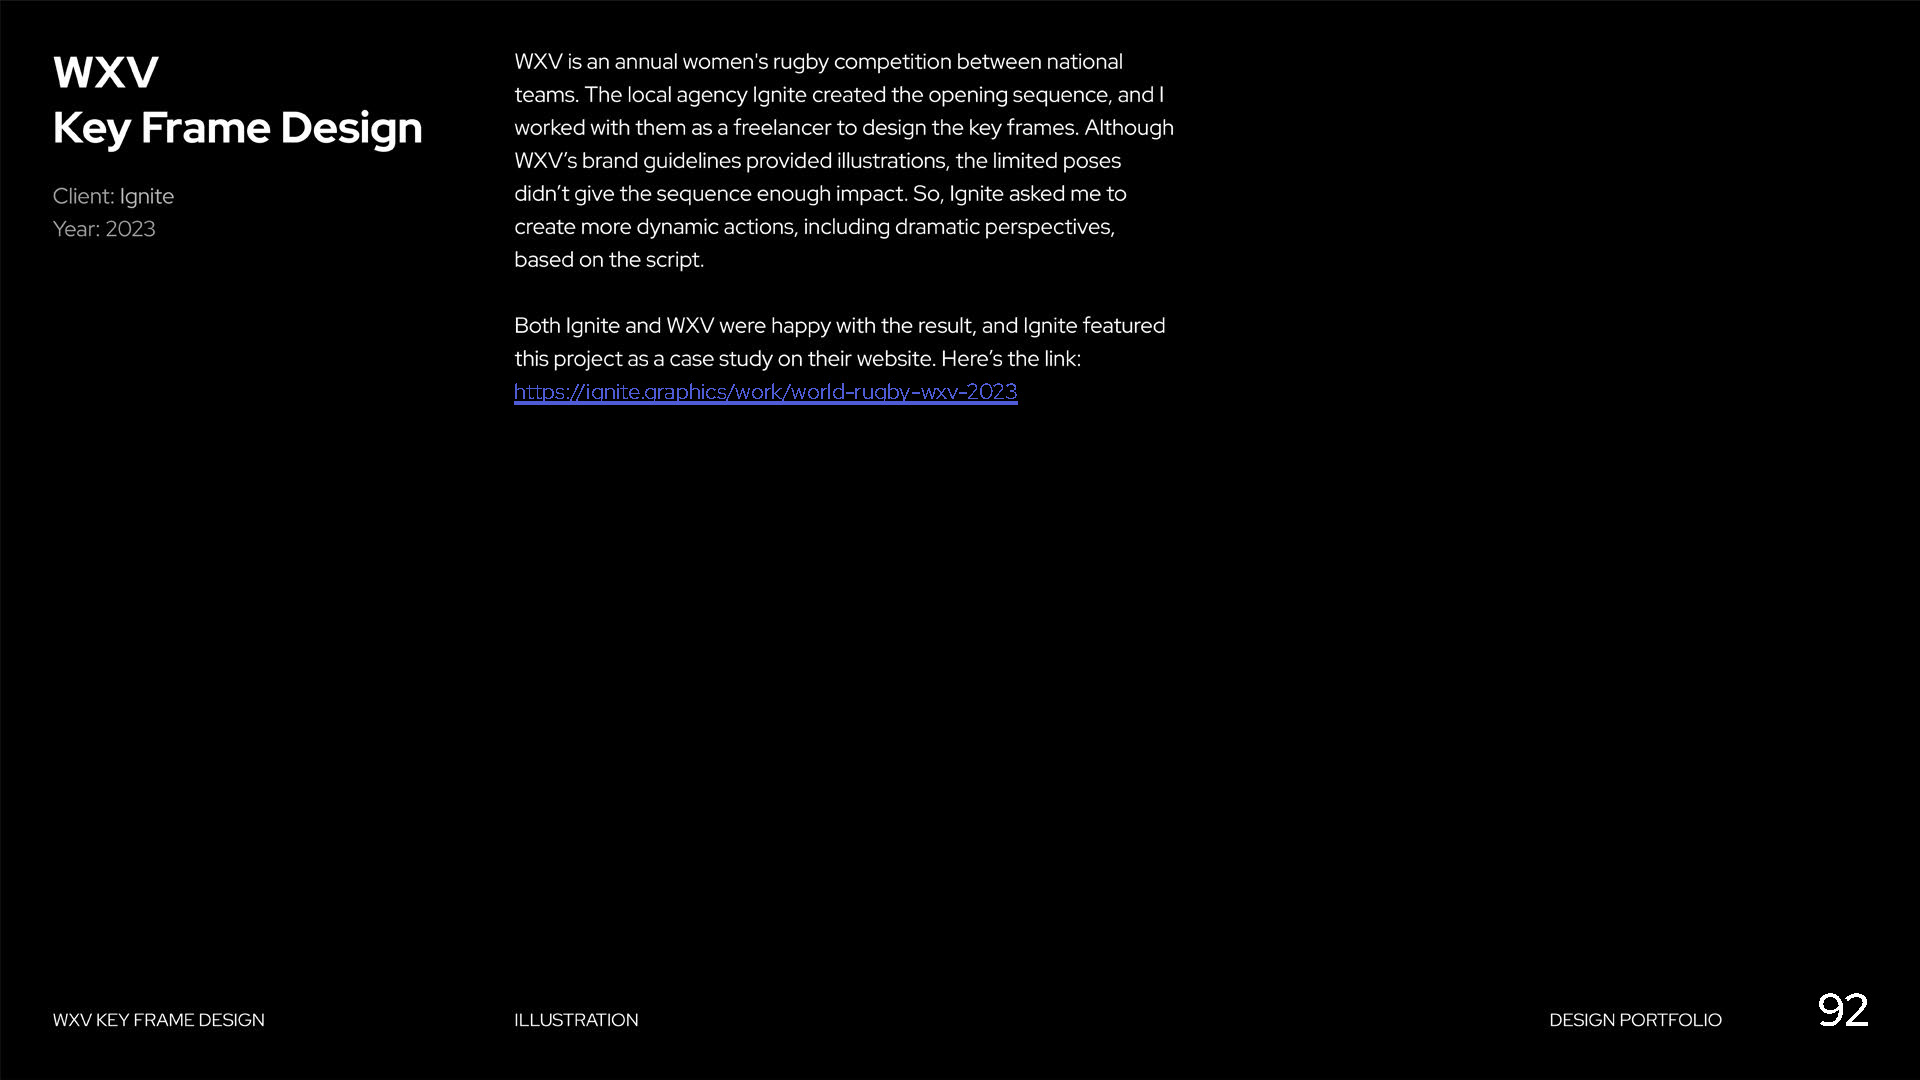 WXV
Key Frame Design
Client: Ignite
Year: 2023
WXV is an annual women's rugby competition between national
teams. The local agency Ignite created the opening sequence, and I
worked with them as a freelancer to design the key frames. Although
WXV’s brand guidelines provided illustrations, the limited poses
didn’t give the sequence enough impact. So, Ignite asked me to
create more dynamic actions, including dramatic perspectives,
based on the script.
Both Ignite and WXV were happy with the result, and Ignite featured
this project as a case study on their website. Here’s the link:
https://ignite.graphics/work/world-rugby-wxv-2023
WXV KEY FRAME DESIGN
ILLUSTRATION
DESIGN PORTFOLIO
92